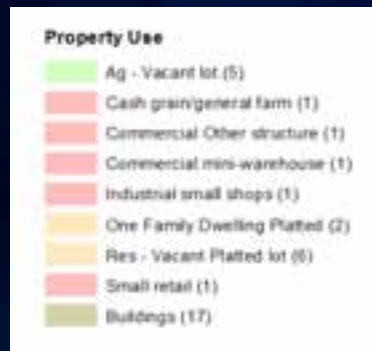 Property Use
Ag - Vacant lot (5)
Cash grain/general farm (1)
Commercial Other structure (1)
Commercial mini-warehouse (1)
Industrial small shops (1)
One Family Dwelling Platted (2)
Res - Vacant Platted lot (6)
Small retail (1)
Buildings (17)